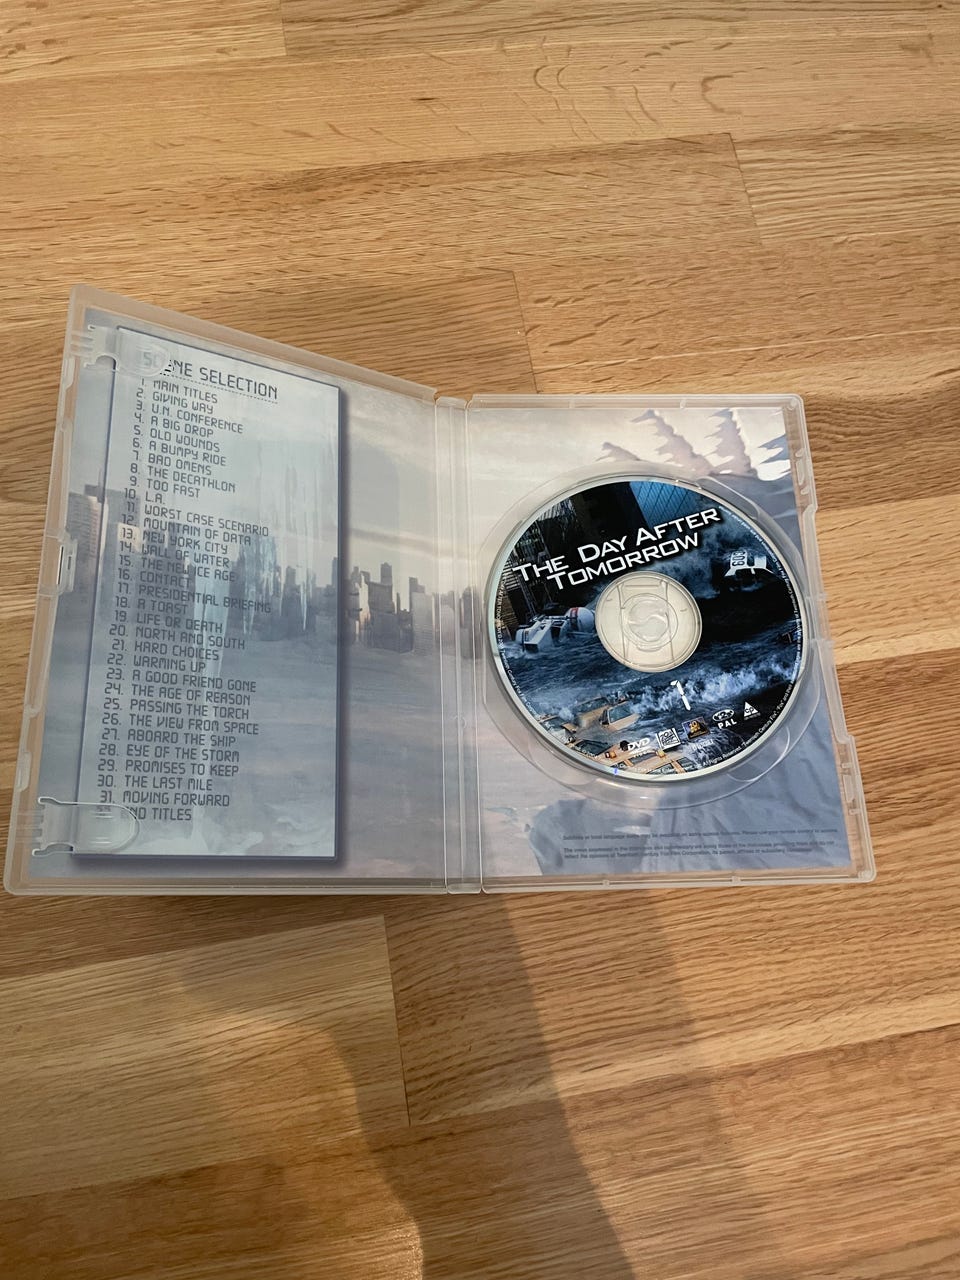 SCENE SELECTION
1. MAIN TITLES
2. GIVING WAY
3. U.N. CONFERENCE
4. A BIG DROP
5. OLD WOUNDS
6. A BUMPY RIDE
7. BAD OMENS
8. THE DECATHLON
9. TOO FAST
10. L.A.
11. WORST CASE SCENARIO
12. MOUNTAIN OF DATA
13. NEW YORK CITY
14. WALL OF WATER
15. THE NEW ICE AGE
16. CONTACT
17. PRESIDENTIAL BRIEFING
18. A TOAST
19. LIFE OR DEATH
20. NORTH AND SOUTH
21. HARD CHOICES
22. WARMING UP
23. A GOOD FRIEND GONE
24. THE AGE OF REASON
25. PASSING THE TORCH
26. THE VIEW FROM SPACE
27. ABOARD THE SHIP
28. EYE OF THE STORM
29. PROMISES TO KEEP
30. THE LAST MILE
31. MOVING FORWARD
END TITLES
THE DAY AFTER
TOMORROW
1
DVD
PAL